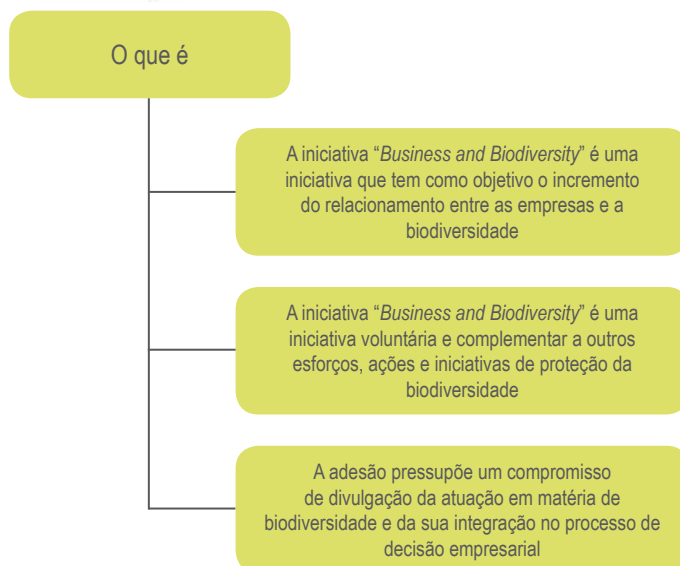 O que é
A iniciativa “Business and Biodiversity” é uma
iniciativa que tem como objetivo o incremento
do relacionamento entre as empresas e a
biodiversidade
A iniciativa “Business and Biodiversity” é uma
iniciativa voluntária e complementar a outros
esforços, ações e iniciativas de proteção da
biodiversidade
A adesão pressupõe um compromisso
de divulgação da atuação em matéria de
biodiversidade e da sua integração no processo de
decisão empresarial